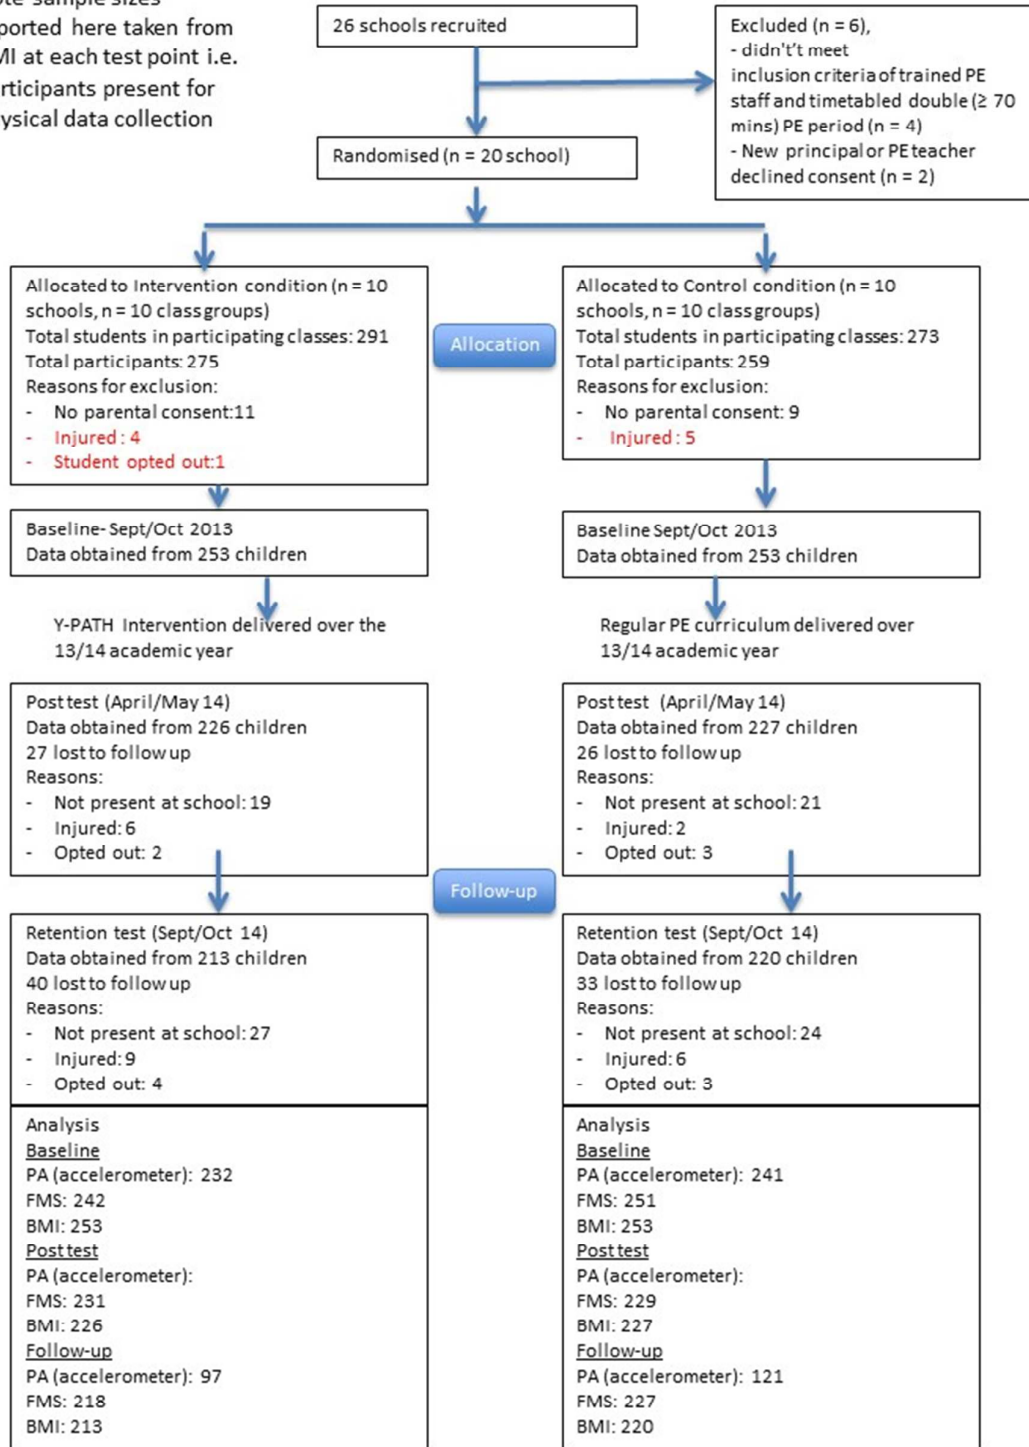 sample sizes
reported here taken from
BMI at each test point i.e.
participants present for
physical data collection
26 schools recruited
Excluded (n = 6),
- didn't't meet
inclusion criteria of trained PE
staff and timetabled double (≥ 70
mins) PE period (n = 4)
- New principal or PE teacher
declined consent (n = 2)
Randomised (n = 20 school)
Allocated to Intervention condition (n = 10
schools, n = 10 class groups)
Total students in participating classes: 291
Total participants: 275
Reasons for exclusion:
- No parental consent:11
- Injured : 4
- Student opted out:1
Allocation
Allocated to Control condition (n = 10
schools, n = 10 class groups)
Total students in participating classes: 273
Total participants: 259
Reasons for exclusion:
- No parental consent: 9
- Injured : 5
Baseline- Sept/Oct 2013
Data obtained from 253 children
Baseline Sept/Oct 2013
Data obtained from 253 children
Y-PATH Intervention delivered over the
13/14 academic year
Regular PE curriculum delivered over
13/14 academic year
Post test (April/May 14)
Data obtained from 226 children
27 lost to follow up
Reasons:
- Not present at school: 19
- Injured: 6
- Opted out: 2
Post test (April/May 14)
Data obtained from 227 children
26 lost to follow up
Reasons:
- Not present at school: 21
- Injured: 2
- Opted out: 3
Follow-up
Retention test (Sept/Oct 14)
Data obtained from 213 children
40 lost to follow up
Reasons:
- Not present at school: 27
- Injured: 9
- Opted out: 4
Retention test (Sept/Oct 14)
Data obtained from 220 children
33 lost to follow up
Reasons:
- Not present at school: 24
- Injured: 6
- Opted out: 3
Analysis
Baseline
PA (accelerometer): 232
FMS: 242
BMI: 253
Post test
PA (accelerometer):
FMS: 231
BMI: 226
Follow-up
PA (accelerometer): 97
FMS: 218
BMI: 213
Analysis
Baseline
PA (accelerometer): 241
FMS: 251
BMI: 253
Post test
PA (accelerometer):
FMS: 229
BMI: 227
Follow-up
PA (accelerometer): 121
FMS: 227
BMI: 220